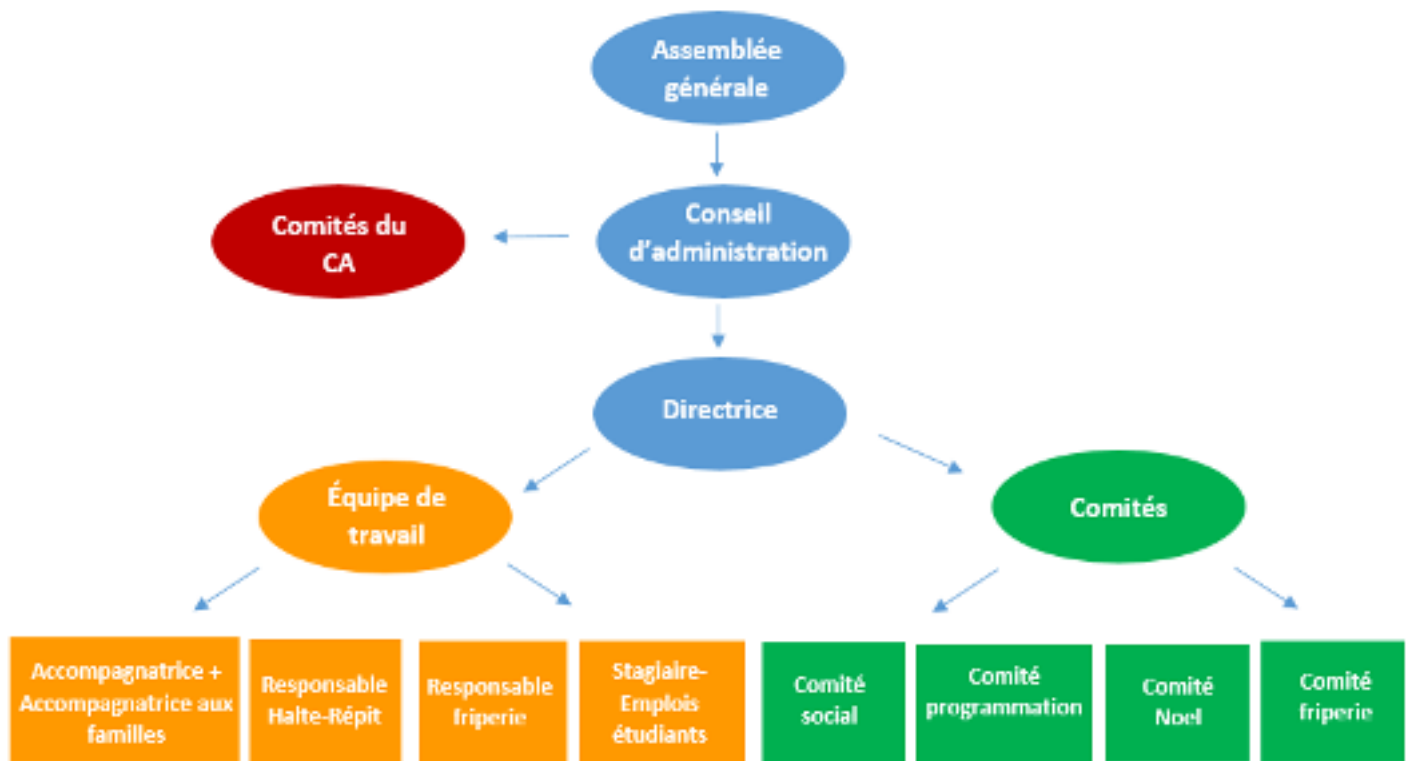 Assemblée
générale
Conseil
d'administration
Comités du
CA
Directrice
Équipe de
travail
Comités
Accompagnatrice +
Accompagnatrice aux
familles
Responsable
Halte-Répit
Responsable
friperie
Stagiaire-
Emplois
étudiants
Comité
social
Comité
programmation
Comité
Noel
Comité
friperie